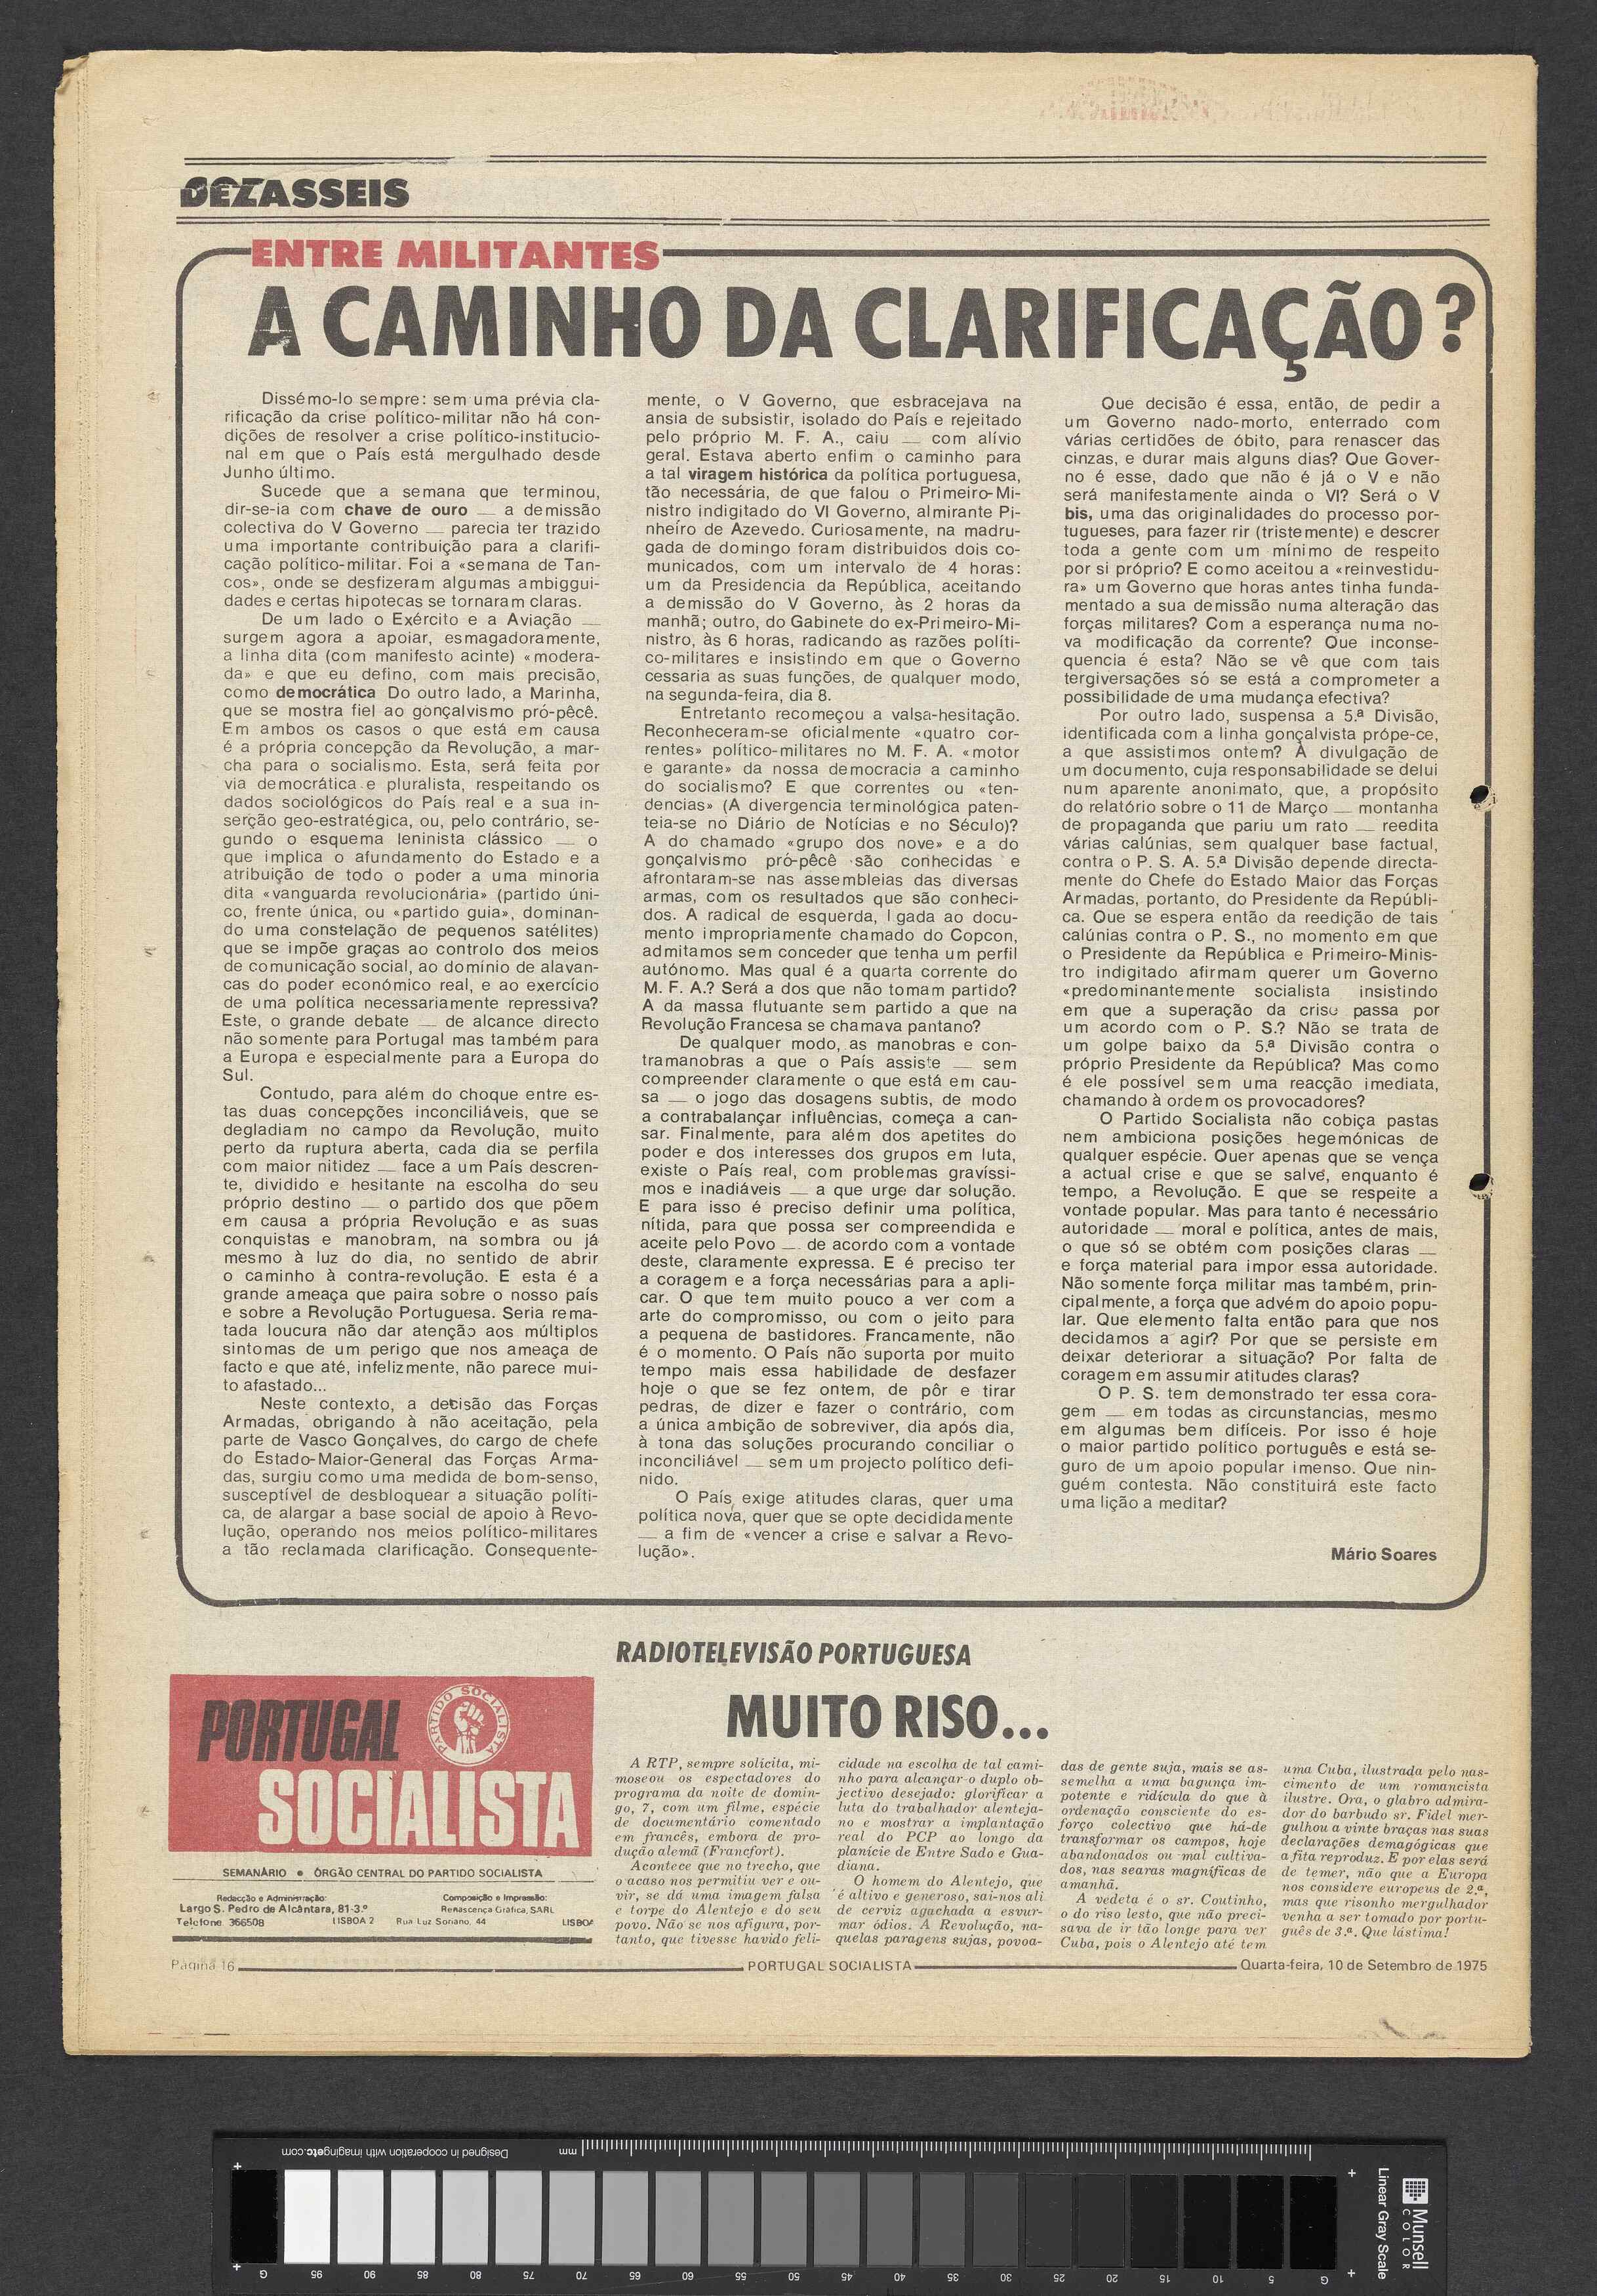 DEZASSEIS
ENTRE MILITANTES
A CAMINHO DA CLARIFICAÇÃO?
Dissémo-lo sempre: sem uma prévia cla-
rificação da crise político-militar não há con-
dições de resolver a crise político-institucio-
nal em que o País está mergulhado desde
Junho último.
Sucede que a semana que terminou,
dir-se-ia com chave de ouro — a demissão
colectiva do V Governo — parecia ter trazido
uma importante contribuição para a clarifi-
cação político-militar. Foi a «semana de Tan-
cos», onde se desfizeram algumas ambiggui-
dades e certas hipotecas se tornaram claras.
De um lado o Exército e a Aviação —
surgem agora a apoiar, esmagadoramente,
a linha dita (com manifesto acinte) «modera-
da» e que eu defino, com mais precisão,
como democrática Do outro lado, a Marinha,
que se mostra fiel ao gonçalvismo pró-pêcê.
Em ambos os casos o que está em causa
é a própria concepção da Revolução, a mar-
cha para o socialismo. Esta, será feita por
via democrática e pluralista, respeitando os
dados sociológicos do País real e a sua in-
serção geo-estratégica, ou, pelo contrário, se-
gundo o esquema leninista clássico — o
que implica o afundamento do Estado e a
atribuição de todo o poder a uma minoria
dita «vanguarda revolucionária» (partido úni-
co, frente única, ou «partido guia», dominan-
do uma constelação de pequenos satélites)
que se impõe graças ao controlo dos meios
de comunicação social, ao domínio de alavan-
cas do poder económico real, e ao exercício
de uma política necessariamente repressiva?
Este, o grande debate — de alcance directo
não somente para Portugal mas também para
a Europa e especialmente para a Europa do
Sul.
Contudo, para além do choque entre es-
tas duas concepções inconciliáveis, que se
degladiam no campo da Revolução, muito
perto da ruptura aberta, cada dia se perfila
com maior nitidez — face a um País descren-
te, dividido e hesitante na escolha do seu
próprio destino — o partido dos que põem
em causa a própria Revolução e as suas
conquistas e manobram, na sombra ou já
mesmo à luz do dia, no sentido de abrir
o caminho à contra-revolução. E esta é a
grande ameaça que paira sobre o nosso país
e sobre a Revolução Portuguesa. Seria rema-
tada loucura não dar atenção aos múltiplos
sintomas de um perigo que nos ameaça de
facto e que até, infelizmente, não parece mui-
to afastado...
Neste contexto, a decisão das Forças
Armadas, obrigando à não aceitação, pela
parte de Vasco Gonçalves, do cargo de chefe
do Estado-Maior-General das Forças Arma-
das, surgiu como uma medida de bom-senso,
susceptível de desbloquear a situação políti-
ca, de alargar a base social de apoio à Revo-
lução, operando nos meios político-militares
a tão reclamada clarificação. Consequente-
mente, o V Governo, que esbracejava na
ansia de subsistir, isolado do País e rejeitado
pelo próprio M. F. A., caiu — com alívio
geral. Estava aberto enfim o caminho para
a tal viragem histórica da política portuguesa,
tão necessária, de que falou o Primeiro-Mi-
nistro indigitado do VI Governo, almirante Pi-
nheiro de Azevedo. Curiosamente, na madru-
gada de domingo foram distribuidos dois co-
municados, com um intervalo de 4 horas:
um da Presidencia da República, aceitando
a demissão do V Governo, às 2 horas da
manhã; outro, do Gabinete do ex-Primeiro-Mi-
nistro, às 6 horas, radicando as razões políti-
co-militares e insistindo em que o Governo
cessaria as suas funções, de qualquer modo,
na segunda-feira, dia 8.
Entretanto recomeçou a valsa-hesitação.
Reconheceram-se oficialmente «quatro cor-
rentes» político-militares no M. F. A. «motor
e garante» da nossa democracia a caminho
do socialismo? E que correntes ou «ten-
dencias» (A divergencia terminológica paten-
teia-se no Diário de Notícias e no Século)?
A do chamado «grupo dos nove» e a do
gonçalvismo pró-pêcê são conhecidas e
afrontaram-se nas assembleias das diversas
armas, com os resultados que são conheci-
dos. A radical de esquerda, l gada ao docu-
mento impropriamente chamado do Copcon,
admitamos sem conceder que tenha um perfil
autónomo. Mas qual é a quarta corrente do
M. F. A.? Será a dos que não tomam partido?
A da massa flutuante sem partido a que na
Revolução Francesa se chamava pantano?
De qualquer modo, as manobras e con-
tramanobras a que o País assiste — sem
compreender claramente o que está em cau-
sa — o jogo das dosagens subtis, de modo
a contrabalançar influências, começa a can-
sar. Finalmente, para além dos apetites do
poder e dos interesses dos grupos em luta,
existe o País real, com problemas gravíssi-
mos e inadiáveis — a que urge dar solução.
E para isso é preciso definir uma política,
nítida, para que possa ser compreendida e
aceite pelo Povo — de acordo com a vontade
deste, claramente expressa. E é preciso ter
a coragem e a força necessárias para a apli-
car. O que tem muito pouco a ver com a
arte do compromisso, ou com o jeito para
a pequena de bastidores. Francamente, não
é o momento. O País não suporta por muito
tempo mais essa habilidade de desfazer
hoje o que se fez ontem, de pôr e tirar
pedras, de dizer e fazer o contrário, com
a única ambição de sobreviver, dia após dia,
à tona das soluções procurando conciliar o
inconciliável — sem um projecto político defi-
nido.
O País, exige atitudes claras, quer uma
política nova, quer que se opte decididamente
— a fim de «vencer a crise e salvar a Revo-
lução».
Que decisão é essa, então, de pedir a
um Governo nado-morto, enterrado com
várias certidões de óbito, para renascer das
cinzas, e durar mais alguns dias? Que Gover-
no é esse, dado que não é já o V e não
será manifestamente ainda o VI? Será o V
bis, uma das originalidades do processo por-
tugueses, para fazer rir (tristemente) e descrer
toda a gente com um mínimo de respeito
por si próprio? E como aceitou a «reinvestidu-
ra» um Governo que horas antes tinha funda-
mentado a sua demissão numa alteração das
forças militares? Com a esperança numa no-
va modificação da corrente? Que inconse-
quencia é esta? Não se vê que com tais
tergiversações só se está a comprometer a
possibilidade de uma mudança efectiva?
Por outro lado, suspensa a 5.ª Divisão,
identificada com a linha gonçalvista própe-ce,
a que assistimos ontem? À divulgação de
um documento, cuja responsabilidade se delui
num aparente anonimato, que, a propósito
do relatório sobre o 11 de Março — montanha
de propaganda que pariu um rato — reedita
várias calúnias, sem qualquer base factual,
contra o P. S. A. 5.ª Divisão depende directa-
mente do Chefe do Estado Maior das Forças
Armadas, portanto, do Presidente da Repúbli-
ca. Que se espera então da reedição de tais
calúnias contra o P. S., no momento em que
o Presidente da República e Primeiro-Minis-
tro indigitado afirmam querer um Governo
«predominantemente socialista insistindo
em que a superação da crise passa por
um acordo com o P. S.? Não se trata de
um golpe baixo da 5.ª Divisão contra o
próprio Presidente da República? Mas como
é ele possível sem uma reacção imediata,
chamando à ordem os provocadores?
O Partido Socialista não cobiça pastas
nem ambiciona posições hegemónicas de
qualquer espécie. Quer apenas que se vença
a actual crise e que se salve, enquanto é
tempo, a Revolução. E que se respeite a
vontade popular. Mas para tanto é necessário
autoridade — moral e política, antes de mais,
o que só se obtém com posições claras —
e força material para impor essa autoridade.
Não somente força militar mas também, prin-
cipalmente, a força que advém do apoio popu-
lar. Que elemento falta então para que nos
decidamos a agir? Por que se persiste em
deixar deteriorar a situação? Por falta de
coragem em assumir atitudes claras?
O P. S. tem demonstrado ter essa cora-
gem — em todas as circunstancias, mesmo
em algumas bem difíceis. Por isso é hoje
o maior partido político português e está se-
guro de um apoio popular imenso. Que nin-
guém contesta. Não constituirá este facto
uma lição a meditar?
Mário Soares
PORTUGAL
SOCIALISTA
PARTIDO SOCIALISTA
SEMANÁRIO • ÓRGÃO CENTRAL DO PARTIDO SOCIALISTA
Redacção e Administração:
Largo S. Pedro de Alcântara, 81-3.º
Telefone 366508 LISBOA 2
Composição e Impressão:
Renascença Gráfica, SARL
Rua Luz Soriano, 44 LISBOA
RADIOTELEVISÃO PORTUGUESA
MUITO RISO...
A RTP, sempre solicita, mi-
moseou os espectadores do
programa da noite de domin-
go, 7, com um filme, espécie
de documentário comentado
em francês, embora de pro-
dução alemã (Francfort).
Acontece que no trecho, que
o acaso nos permitiu ver e ou-
vir, se dá uma imagem falsa
e torpe do Alentejo e do seu
povo. Não se nos afigura, por-
tanto, que tivesse havido feli-
cidade na escolha de tal cami-
nho para alcançar o duplo ob-
jectivo desejado: glorificar a
luta do trabalhador alenteja-
no e mostrar a implantação
real do PCP ao longo da
planície de Entre Sado e Gua-
diana.
O homem do Alentejo, que
é altivo e generoso, sai-nos ali
de cerviz agachada a esvur-
mar ódios. A Revolução, na-
quelas paragens sujas, povoa-
das de gente suja, mais se as-
semelha a uma bagunça im-
potente e ridícula do que à
ordenação consciente do es-
forço colectivo que há-de
transformar os campos, hoje
abandonados ou mal cultiva-
dos, nas searas magníficas de
amanhã.
A vedeta é o sr. Coutinho,
o do riso lesto, que não preci-
sava de ir tão longe para ver
Cuba, pois o Alentejo até tem
uma Cuba, ilustrada pelo nas-
cimento de um romancista
ilustre. Ora, o glabro admira-
dor do barbudo sr. Fidel mer-
gulhou a vinte braças nas suas
declarações demagógicas que
a fita reproduz. E por elas será
de temer, não que a Europa
nos considere europeus de 2.ª,
mas que risonho mergulhador
venha a ser tomado por portu-
guês de 3.ª. Que lástima!
Página 16 PORTUGAL SOCIALISTA Quarta-feira, 10 de Setembro de 1975
Designed in cooperation with imagingetc.com
mm
G 95 90 85 80 75 70 65 60 55 50 45 40 35 30 25 20 15 10 5 G
Munsell
COLOR
Linear Gray Scale